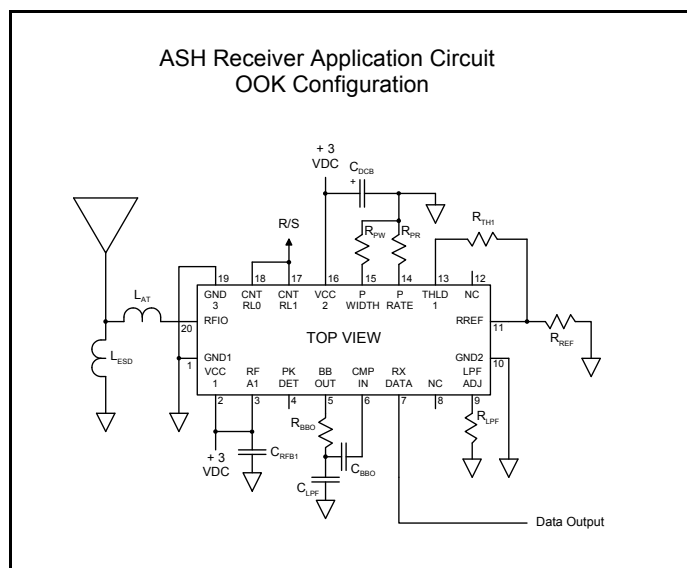 ASH Receiver Application Circuit
OOK Configuration
+ 3
VDC
C DCB
+
R/S
R PW
R PR
R TH1
19
18
17
16
15
14
13
12
GND
3
CNT
RL0
CNT
RL1
VCC
2
P
WIDTH
P
RATE
THLD
1
NC
L AT
20
RFIO
TOP VIEW
RREF
11
R REF
L ESD
1
GND1
GND2
10
VCC
1
RF
A1
PK
DET
BB
OUT
CMP
IN
RX
DATA
NC
LPF
ADJ
2
3
4
5
6
7
8
9
+ 3
VDC
C RFB1
R BBO
C BBO
C LPF
R LPF
Data Output